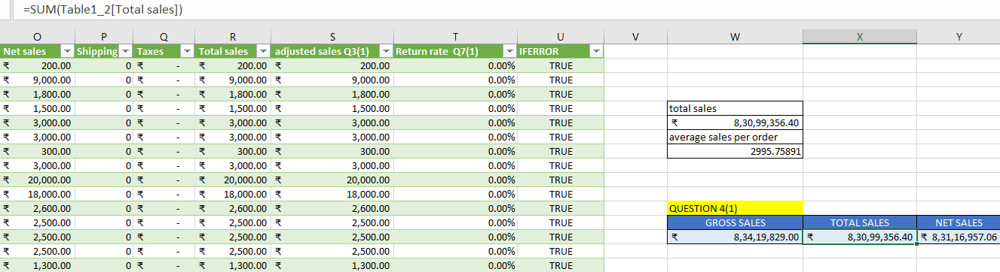 =SUM(Table1_2[Total sales])
O P Q R S T U V W X Y
Net sales Shipping Taxes Total sales adjusted sales Q3(1) Return rate Q7(1) IFERROR
₹ 200.00 0 ₹ - ₹ 200.00 ₹ 200.00 0.00% TRUE
₹ 9,000.00 0 ₹ - ₹ 9,000.00 ₹ 9,000.00 0.00% TRUE
₹ 1,800.00 0 ₹ - ₹ 1,800.00 ₹ 1,800.00 0.00% TRUE
₹ 1,500.00 0 ₹ - ₹ 1,500.00 ₹ 1,500.00 0.00% TRUE total sales
₹ 3,000.00 0 ₹ - ₹ 3,000.00 ₹ 3,000.00 0.00% TRUE ₹ 8,30,99,356.40
₹ 3,000.00 0 ₹ - ₹ 3,000.00 ₹ 3,000.00 0.00% TRUE average sales per order
₹ 300.00 0 ₹ - ₹ 300.00 ₹ 300.00 0.00% TRUE 2995.75891
₹ 3,000.00 0 ₹ - ₹ 3,000.00 ₹ 3,000.00 0.00% TRUE
₹ 20,000.00 0 ₹ - ₹ 20,000.00 ₹ 20,000.00 0.00% TRUE
₹ 18,000.00 0 ₹ - ₹ 18,000.00 ₹ 18,000.00 0.00% TRUE
₹ 2,600.00 0 ₹ - ₹ 2,600.00 ₹ 2,600.00 0.00% TRUE QUESTION 4(1)
₹ 2,500.00 0 ₹ - ₹ 2,500.00 ₹ 2,500.00 0.00% TRUE GROSS SALES TOTAL SALES NET SALES
₹ 2,500.00 0 ₹ - ₹ 2,500.00 ₹ 2,500.00 0.00% TRUE ₹ 8,34,19,829.00 ₹ 8,30,99,356.40 ₹ 8,31,16,957.06
₹ 2,500.00 0 ₹ - ₹ 2,500.00 ₹ 2,500.00 0.00% TRUE
₹ 1,300.00 0 ₹ - ₹ 1,300.00 ₹ 1,300.00 0.00% TRUE